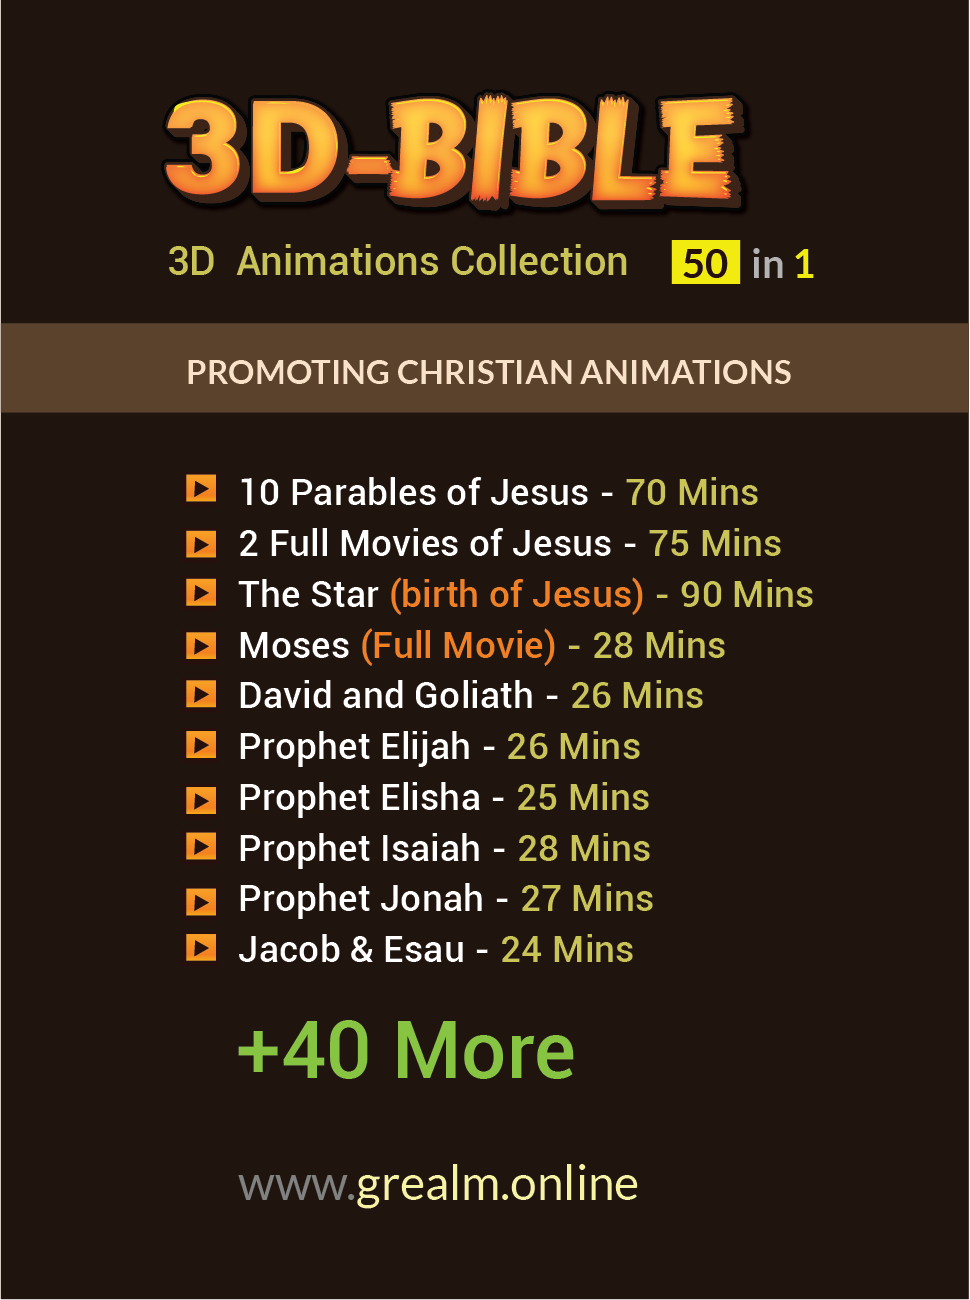 3D-BIBLE
3D Animations Collection 50 in 1
PROMOTING CHRISTIAN ANIMATIONS
10 Parables of Jesus - 70 Mins
2 Full Movies of Jesus - 75 Mins
The Star (birth of Jesus) - 90 Mins
Moses (Full Movie) - 28 Mins
David and Goliath - 26 Mins
Prophet Elijah - 26 Mins
Prophet Elisha - 25 Mins
Prophet Isaiah - 28 Mins
Prophet Jonah - 27 Mins
Jacob & Esau - 24 Mins
+40 More
www.grealm.online